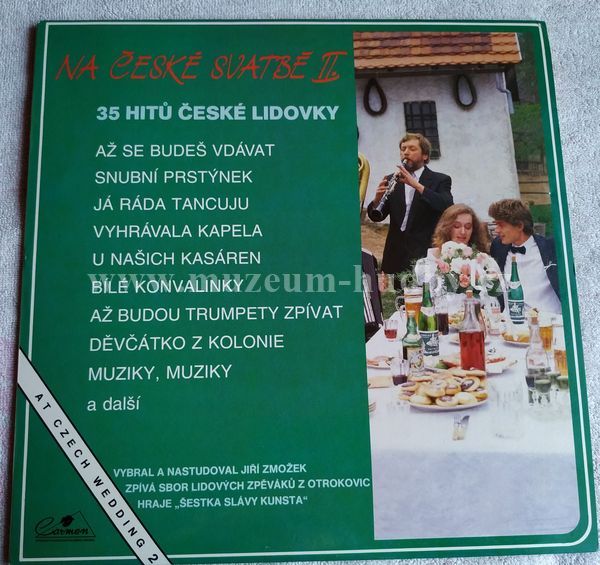 NA ČESKÉ SVATBĚ II.
35 HITŮ ČESKÉ LIDOVKY
AŽ SE BUDEŠ VDÁVAT
SNUBNÍ PRSTÝNEK
JÁ RÁDA TANCUJU
VYHRÁVALA KAPELA
U NAŠICH KASÁREN
BÍLÉ KONVALINKY
AŽ BUDOU TRUMPETY ZPÍVAT
DĚVČÁTKO Z KOLONIE
MUZIKY, MUZIKY
a další
VYBRAL A NASTUDOVAL JIŘÍ ZMOŽEK
ZPÍVÁ SBOR LIDOVÝCH ZPĚVÁKŮ Z OTROKOVIC
HRAJE „ŠESTKA SLÁVY KUNSTA“
AT CZECH WEDDING 2
Carmen
www.muzeum-hudby.cz